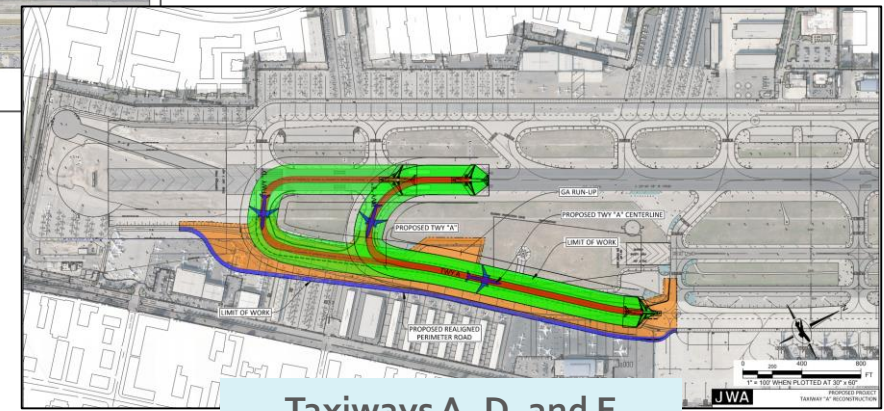 GA RUN-UP
PROPOSED TWY "A" CENTERLINE
PROPOSED TWY "A"
LIMIT OF WORK
TWY A
LIMIT OF WORK
PROPOSED REALIGNED
PERIMETER ROAD
0 200 400 800
FT
1" = 100' WHEN PLOTTED AT 30" x 60"
JWA
PROPOSED PROJECT
TAXIWAY "A" RECONSTRUCTION
Taxiways A, D, and E